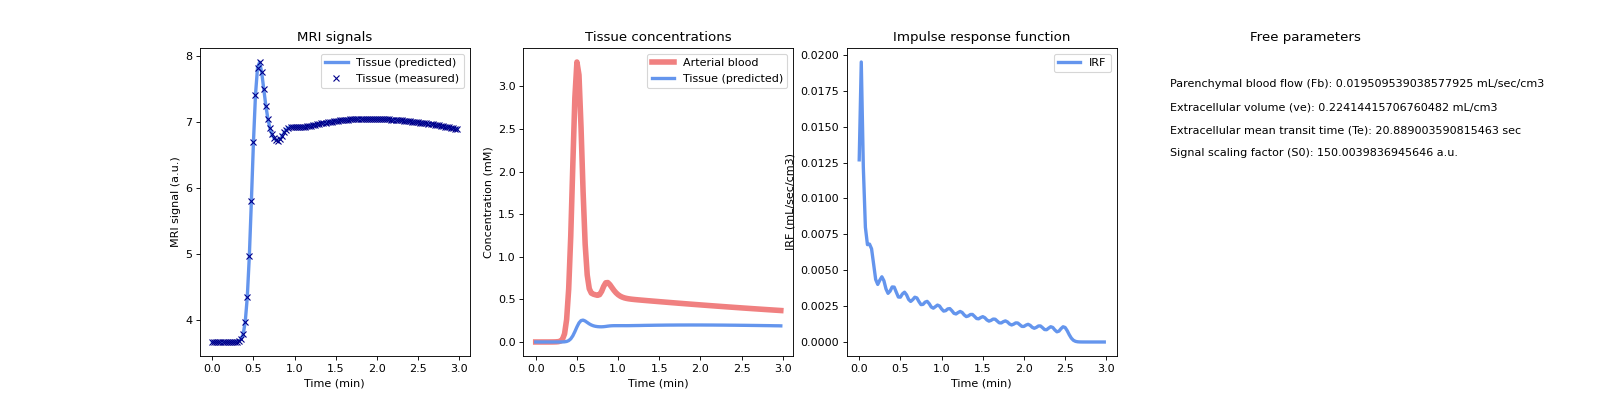 MRI signals
Tissue (predicted)
Tissue (measured)
8
7
6
5
4
MRI signal (a.u.)
0.0 0.5 1.0 1.5 2.0 2.5 3.0
Time (min)
Tissue concentrations
Arterial blood
Tissue (predicted)
3.0
2.5
2.0
1.5
1.0
0.5
0.0
Concentration (mM)
0.0 0.5 1.0 1.5 2.0 2.5 3.0
Time (min)
Impulse response function
IRF
0.0200
0.0175
0.0150
0.0125
0.0100
0.0075
0.0050
0.0025
0.0000
IRF (mL/sec/cm3)
0.0 0.5 1.0 1.5 2.0 2.5 3.0
Time (min)
Free parameters
Parenchymal blood flow (Fb): 0.019509539038577925 mL/sec/cm3
Extracellular volume (ve): 0.22414415706760482 mL/cm3
Extracellular mean transit time (Te): 20.889003590815463 sec
Signal scaling factor (S0): 150.0039836945646 a.u.